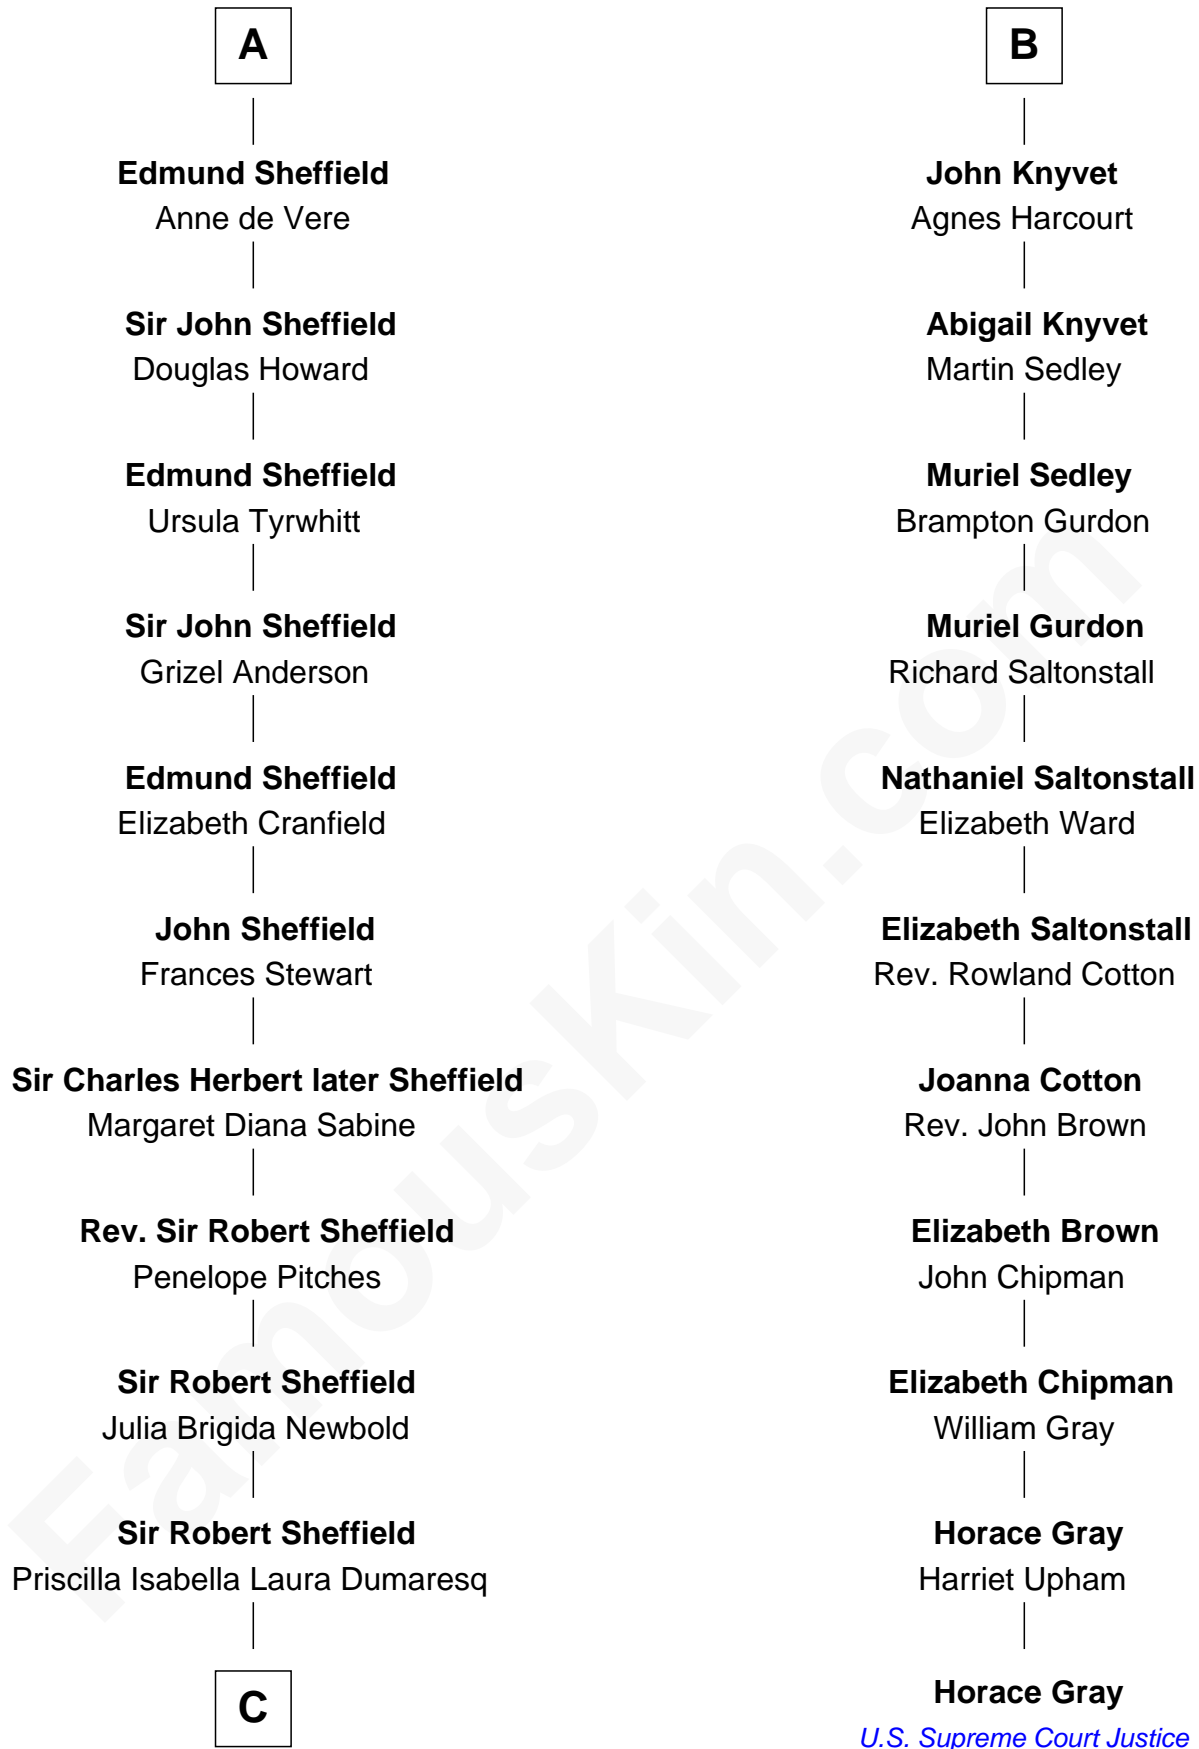 A
Edmund Sheffield
Anne de Vere
Sir John Sheffield
Douglas Howard
Edmund Sheffield
Ursula Tyrwhitt
Sir John Sheffield
Grizel Anderson
Edmund Sheffield
Elizabeth Cranfield
John Sheffield
Frances Stewart
Sir Charles Herbert later Sheffield
Margaret Diana Sabine
Rev. Sir Robert Sheffield
Penelope Pitches
Sir Robert Sheffield
Julia Brigida Newbold
Sir Robert Sheffield
Priscilla Isabella Laura Dumaresq
C
B
John Knyvet
Agnes Harcourt
Abigail Knyvet
Martin Sedley
Muriel Sedley
Brampton Gurdon
Muriel Gurdon
Richard Saltonstall
Nathaniel Saltonstall
Elizabeth Ward
Elizabeth Saltonstall
Rev. Rowland Cotton
Joanna Cotton
Rev. John Brown
Elizabeth Brown
John Chipman
Elizabeth Chipman
William Gray
Horace Gray
Harriet Upham
Horace Gray
U.S. Supreme Court Justice
FamousKin.com